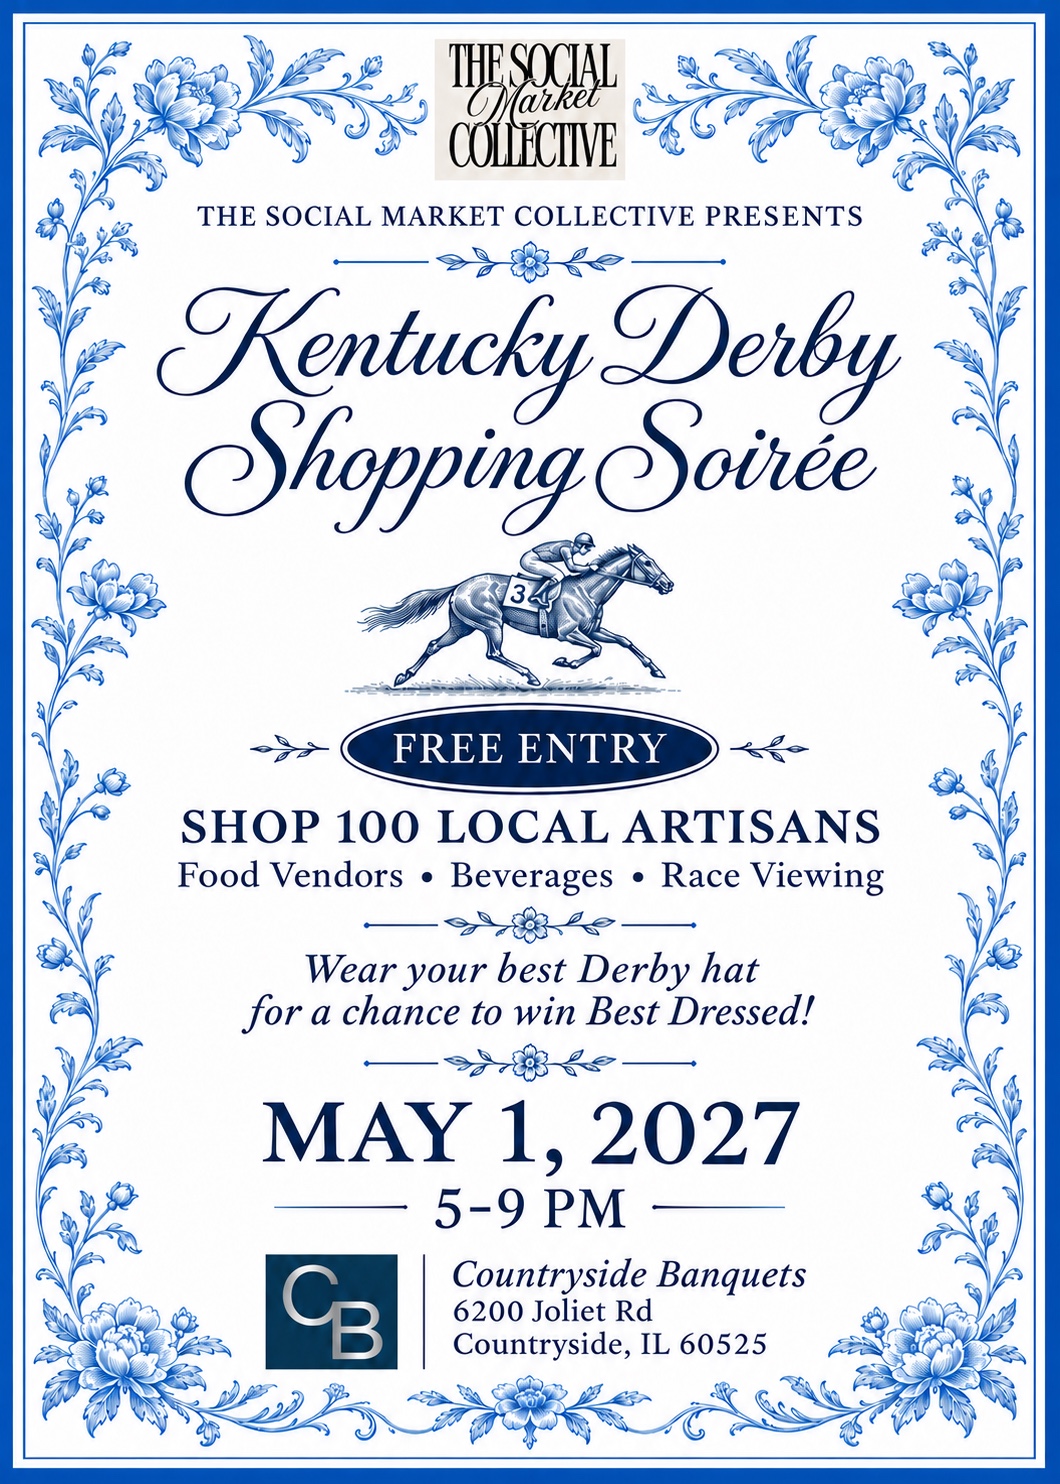 THE SOCIAL
Market
COLLECTIVE
THE SOCIAL MARKET COLLECTIVE PRESENTS
Kentucky Derby
Shopping Soirée
3
FREE ENTRY
SHOP 100 LOCAL ARTISANS
Food Vendors • Beverages • Race Viewing
Wear your best Derby hat
for a chance to win Best Dressed!
MAY 1, 2027
5-9 PM
CB
Countryside Banquets
6200 Joliet Rd
Countryside, IL 60525